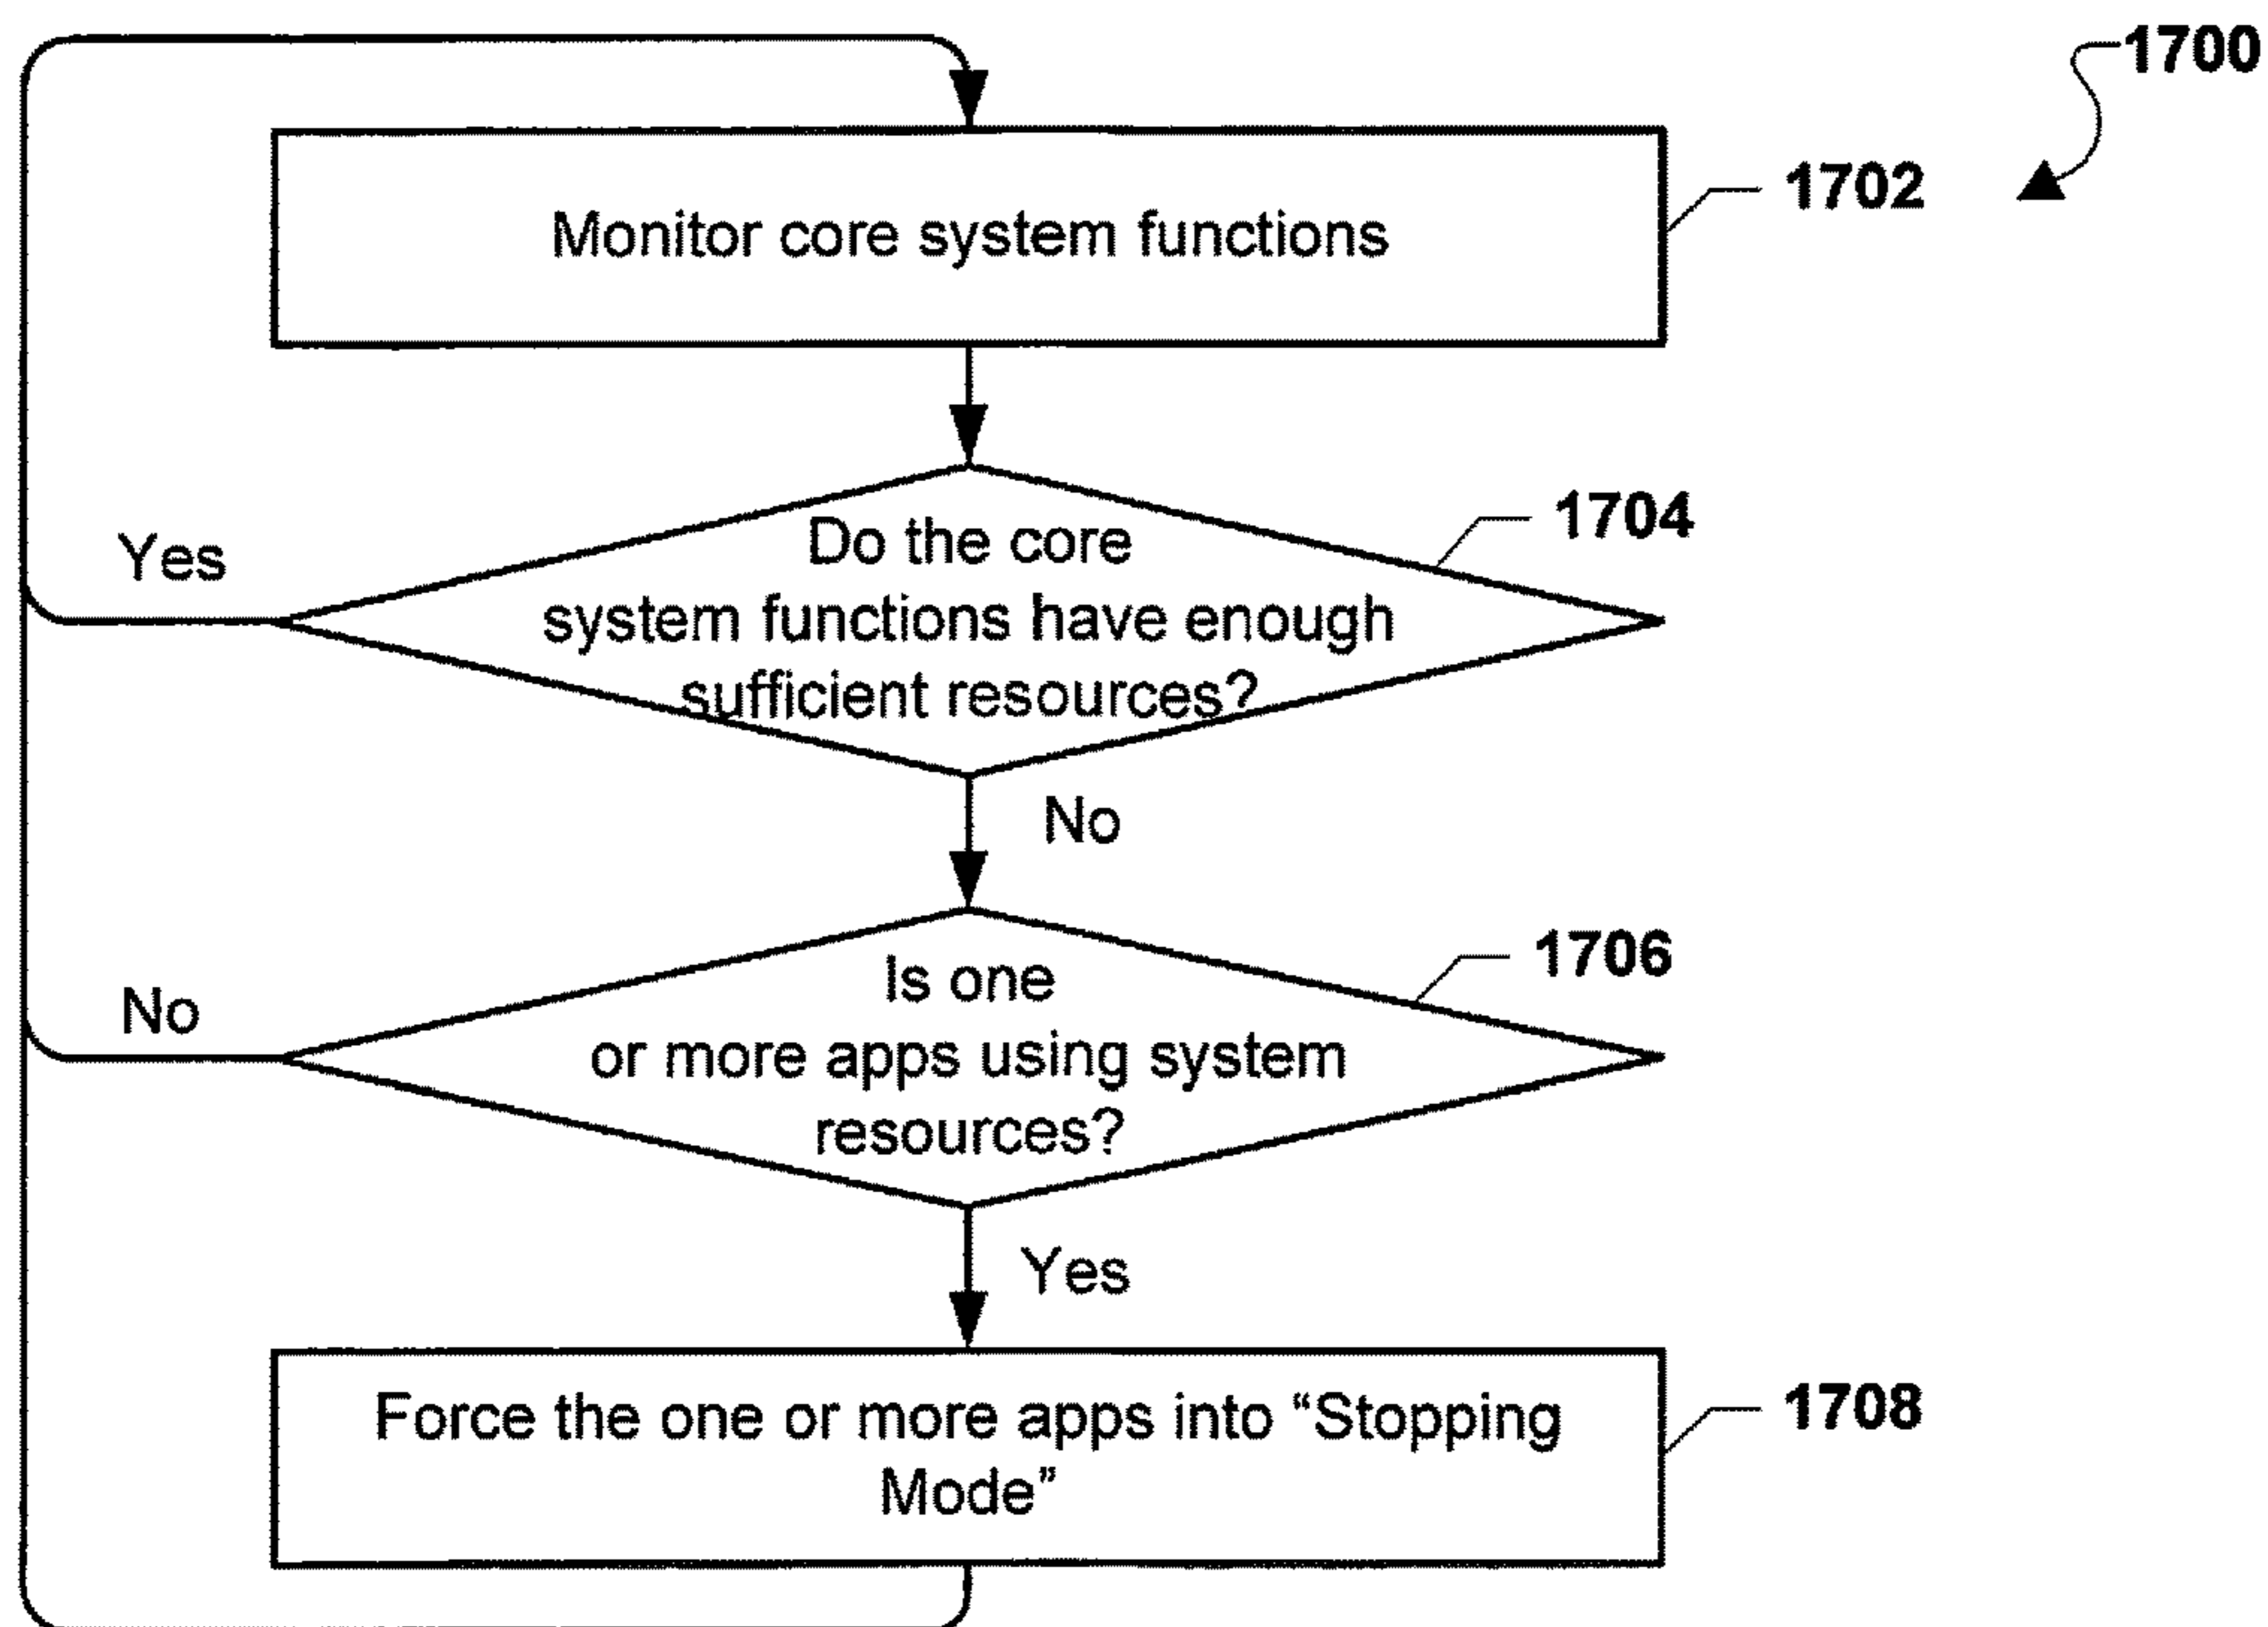 1700
Monitor core system functions
1702
Do the core
system functions have enough
sufficient resources?
1704
Yes
No
Is one
or more apps using system
resources?
1706
No
Yes
Force the one or more apps into “Stopping
Mode”
1708